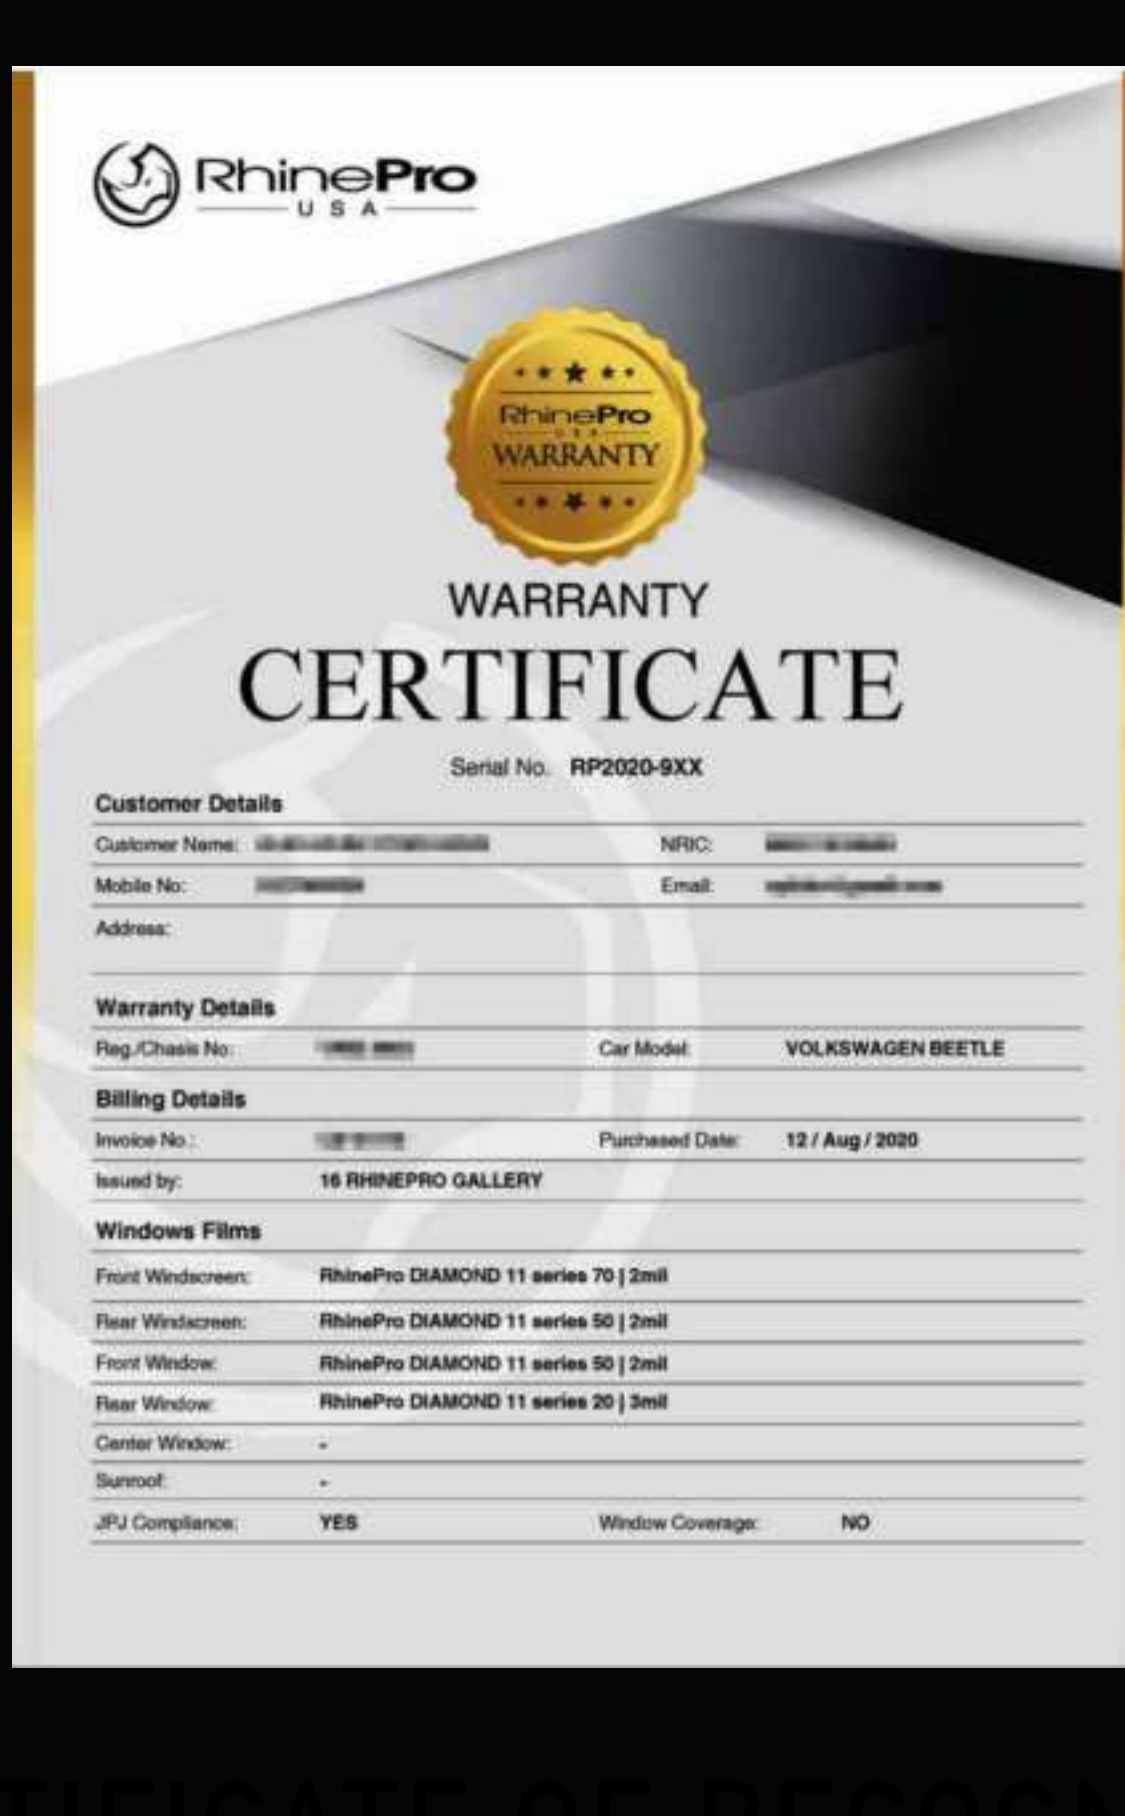 RhinePro
USA
RhinePro
USA
WARRANTY
WARRANTY
CERTIFICATE
Serial No. RP2020-9XX
Customer Details
Customer Name: NRIC:
Mobile No: Email:
Address:
Warranty Details
Reg./Chasis No: Car Model: VOLKSWAGEN BEETLE
Billing Details
Invoice No.: Purchased Date: 12 / Aug / 2020
Issued by: 16 RHINEPRO GALLERY
Windows Films
Front Windscreen: RhinePro DIAMOND 11 series 70 | 2mil
Rear Windscreen: RhinePro DIAMOND 11 series 50 | 2mil
Front Window: RhinePro DIAMOND 11 series 50 | 2mil
Rear Window: RhinePro DIAMOND 11 series 20 | 3mil
Center Window: -
Sunroof: -
JPJ Compliance: YES Window Coverage: NO